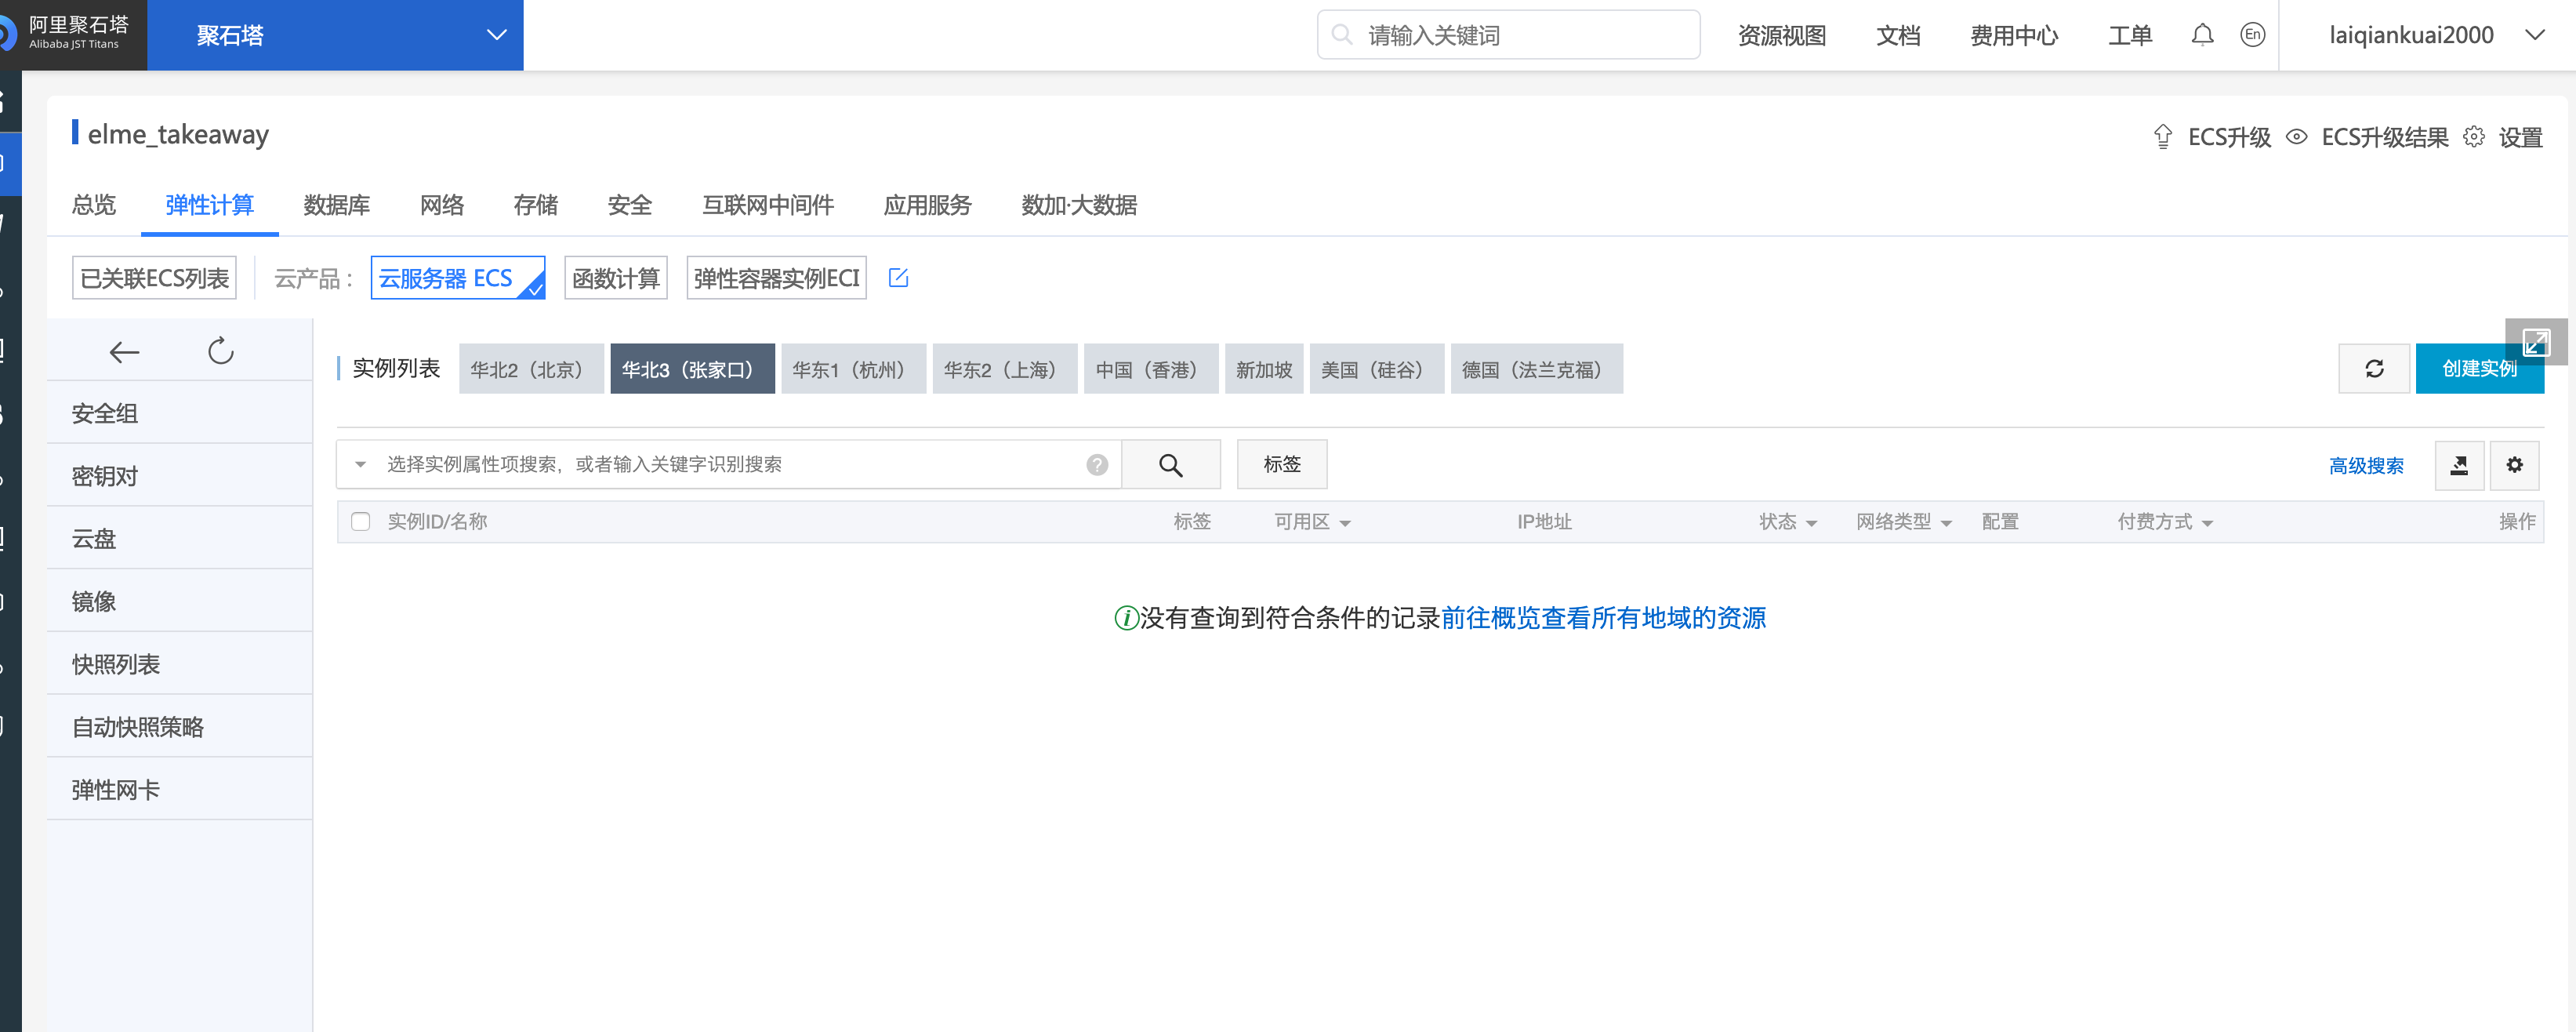 阿里聚石塔
Alibaba JST Titans
聚石塔
请输入关键词
资源视图 文档 费用中心 工单 En laiqiankuai2000
elme_takeaway
ECS升级 ECS升级结果 设置
总览 弹性计算 数据库 网络 存储 安全 互联网中间件 应用服务 数加·大数据
已关联ECS列表 云产品： 云服务器 ECS 函数计算 弹性容器实例ECI
实例列表 华北2（北京） 华北3（张家口） 华东1（杭州） 华东2（上海） 中国（香港） 新加坡 美国（硅谷） 德国（法兰克福） 创建实例
安全组
密钥对
云盘
镜像
快照列表
自动快照策略
弹性网卡
选择实例属性项搜索，或者输入关键字识别搜索 ? 标签 高级搜索
实例ID/名称 标签 可用区 IP地址 状态 网络类型 配置 付费方式 操作
没有查询到符合条件的记录前往概览查看所有地域的资源